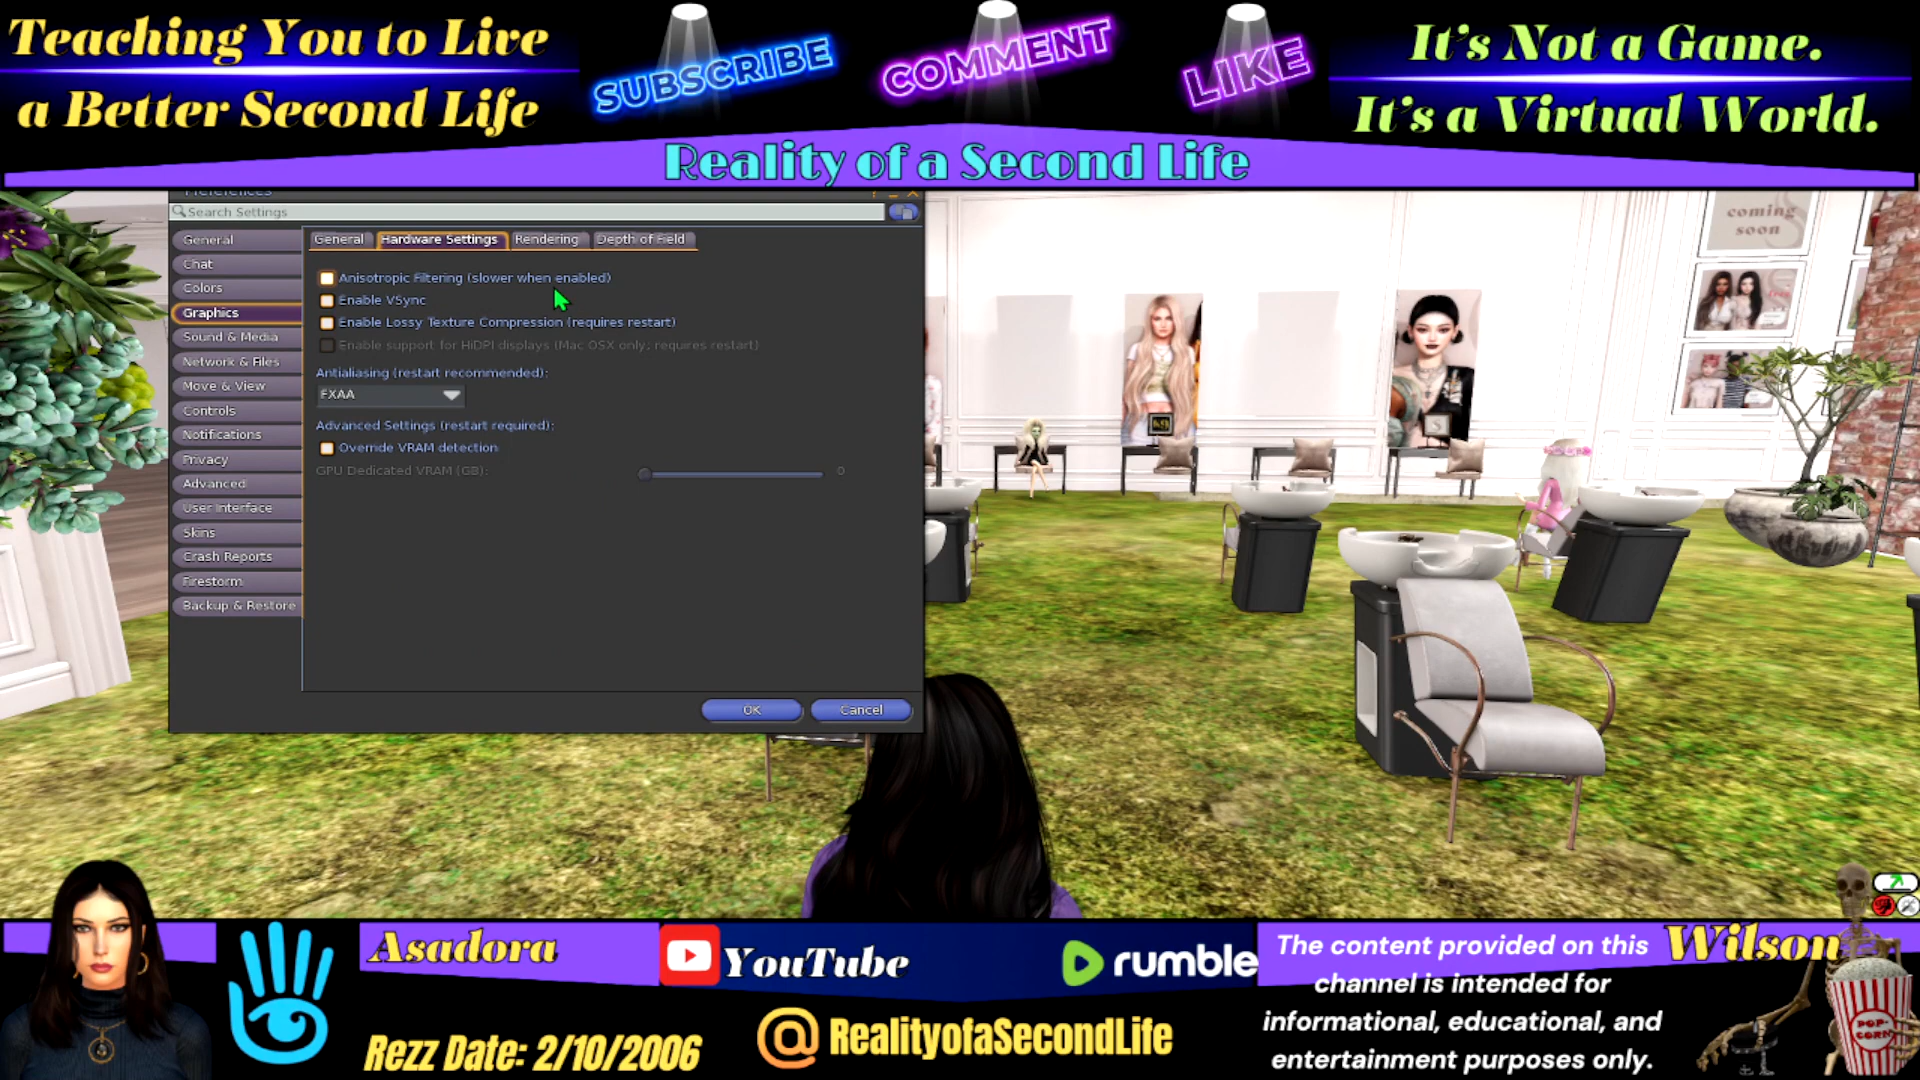 Teaching You to Live
a Better Second Life
SUBSCRIBE
COMMENT
LIKE
It's Not a Game.
It's a Virtual World.
Reality of a Second Life
Preferences
Search Settings
General
Chat
Colors
Graphics
Sound & Media
Network & Files
Move & View
Controls
Notifications
Privacy
Advanced
User Interface
Skins
Crash Reports
Firestorm
Backup & Restore
General
Hardware Settings
Rendering
Depth of Field
Anisotropic Filtering (slower when enabled)
Enable VSync
Enable Lossy Texture Compression (requires restart)
Enable support for HiDPI displays (Mac OSX only; requires restart)
Antialiasing (restart recommended):
FXAA
Advanced Settings (restart required):
Override VRAM detection
GPU Dedicated VRAM (GB):
0
OK
Cancel
coming
soon
Asadora
Rezz Date: 2/10/2006
YouTube
rumble
@RealityofaSecondLife
The content provided on this
channel is intended for
informational, educational, and
entertainment purposes only.
Wilson
POP-
CORN